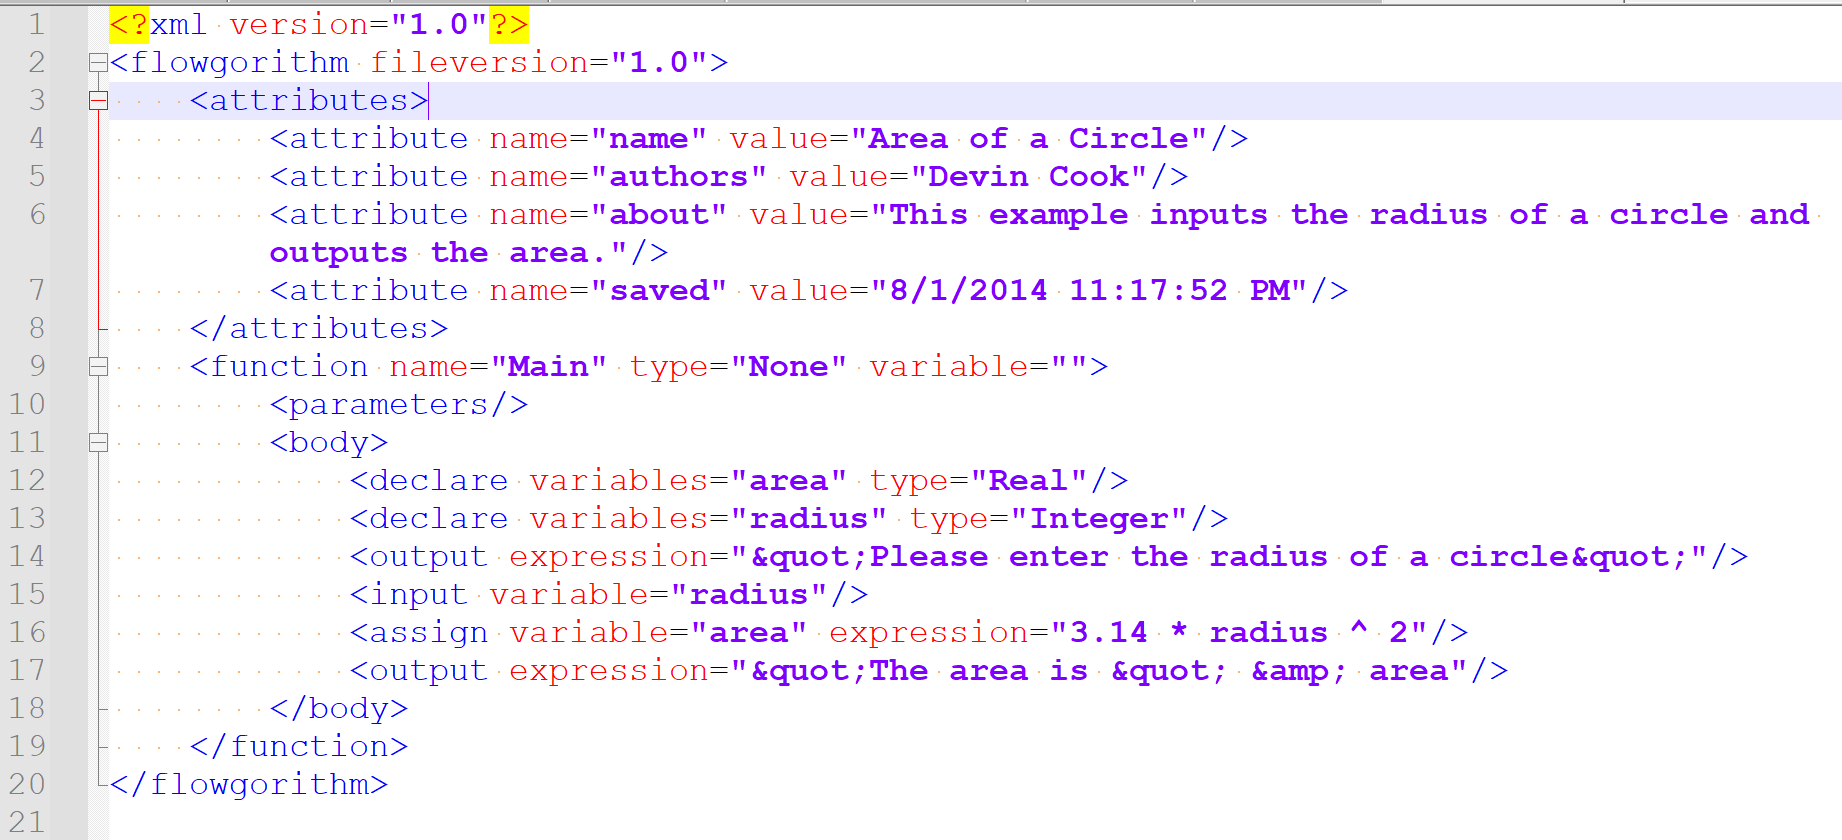 1 <?xml version="1.0"?>
2 <flowgorithm fileversion="1.0">
3 <attributes>
4 <attribute name="name" value="Area of a Circle"/>
5 <attribute name="authors" value="Devin Cook"/>
6 <attribute name="about" value="This example inputs the radius of a circle and
outputs the area."/>
7 <attribute name="saved" value="8/1/2014 11:17:52 PM"/>
8 </attributes>
9 <function name="Main" type="None" variable="">
10 <parameters/>
11 <body>
12 <declare variables="area" type="Real"/>
13 <declare variables="radius" type="Integer"/>
14 <output expression="&quot;Please enter the radius of a circle&quot;"/>
15 <input variable="radius"/>
16 <assign variable="area" expression="3.14 * radius ^ 2"/>
17 <output expression="&quot;The area is &quot; &amp; area"/>
18 </body>
19 </function>
20 </flowgorithm>
21